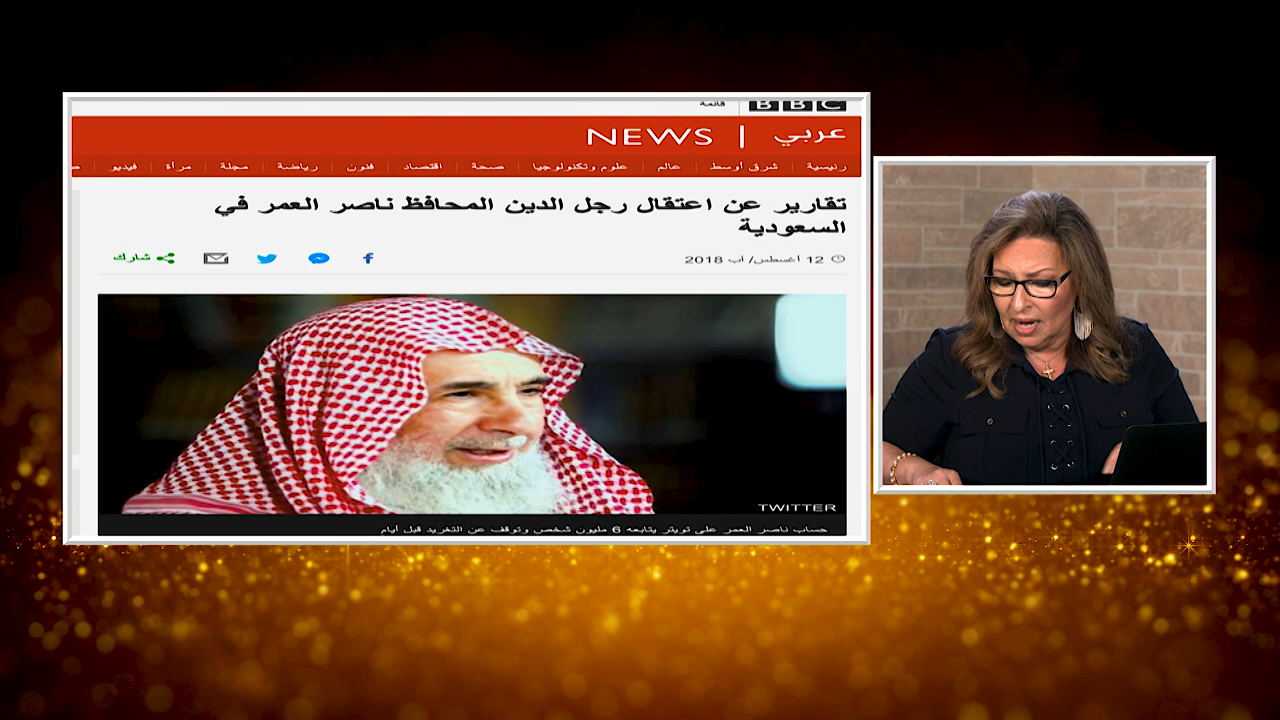 BBC
قائمة
عربي | NEWS
رئيسية شرق أوسط عالم علوم وتكنولوجيا صحة اقتصاد فنون رياضة مجلة مرأة فيديو
تقارير عن اعتقال رجل الدين المحافظ ناصر العمر في
السعودية
12 أغسطس/ آب 2018
شارك
TWITTER
حساب ناصر العمر على تويتر يتابعه 6 مليون شخص وتوقف عن التغريد قبل أيام